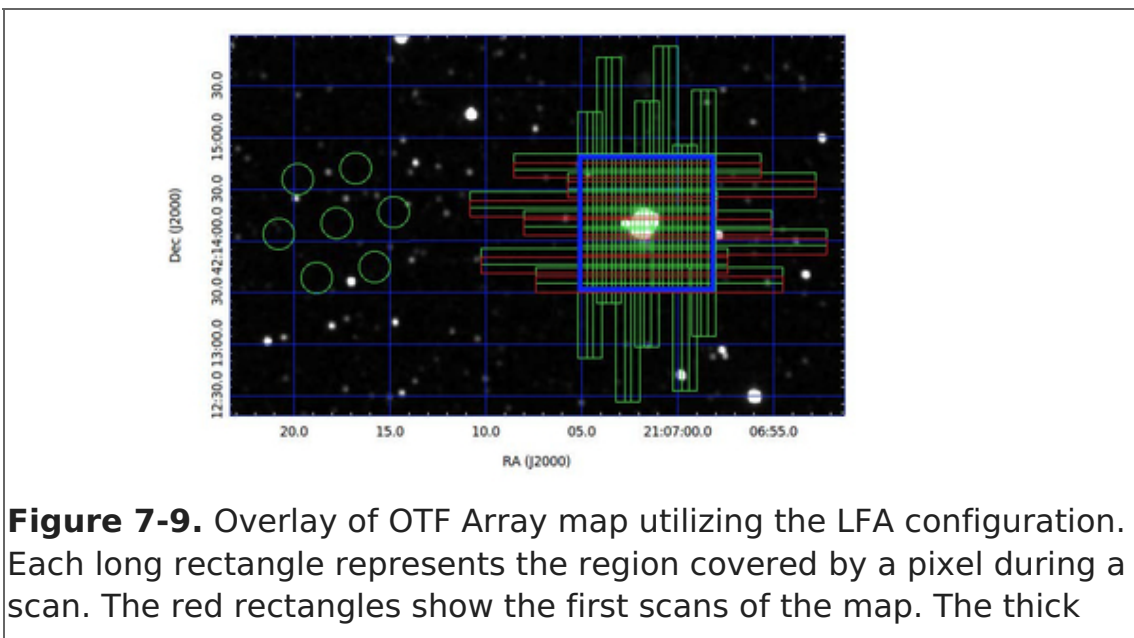 30.0
15:00.0
30.0
42:14:00.0
30.0
13:00.0
12:30.0
Dec (J2000)
20.0 15.0 10.0 05.0 21:07:00.0 06:55.0
RA (J2000)
Figure 7-9. Overlay of OTF Array map utilizing the LFA configuration.
Each long rectangle represents the region covered by a pixel during a
scan. The red rectangles show the first scans of the map. The thick